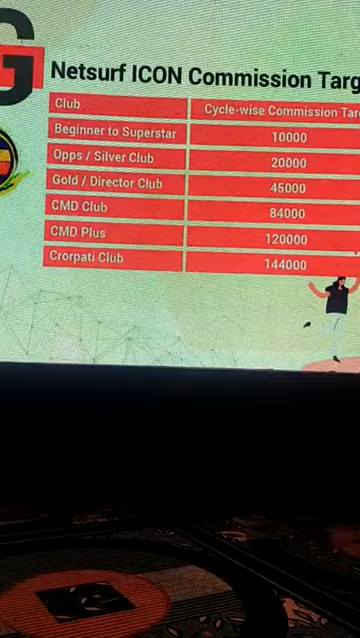 G
Netsurf ICON Commission Targ
Club Cycle-wise Commission Tar
Beginner to Superstar 10000
Opps / Silver Club 20000
Gold / Director Club 45000
CMD Club 84000
CMD Plus 120000
Crorpati Club 144000